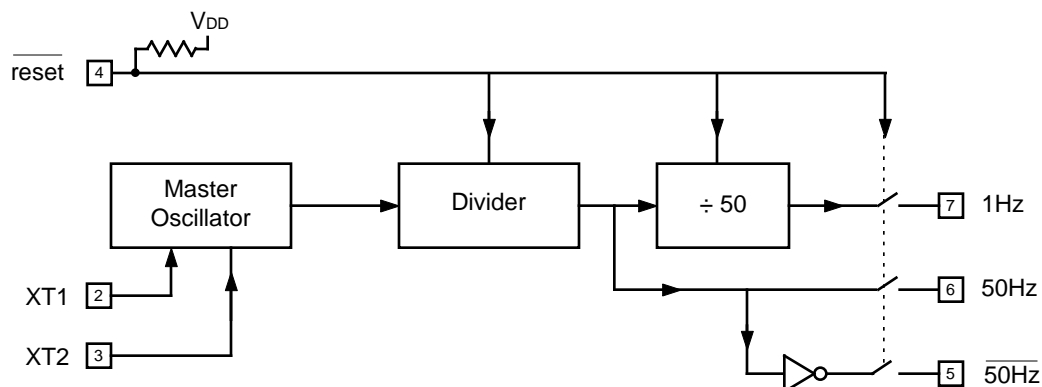 VDD
reset 4
Master
Oscillator
Divider
÷ 50
7 1Hz
XT1 2
6 50Hz
XT2 3
5 50Hz